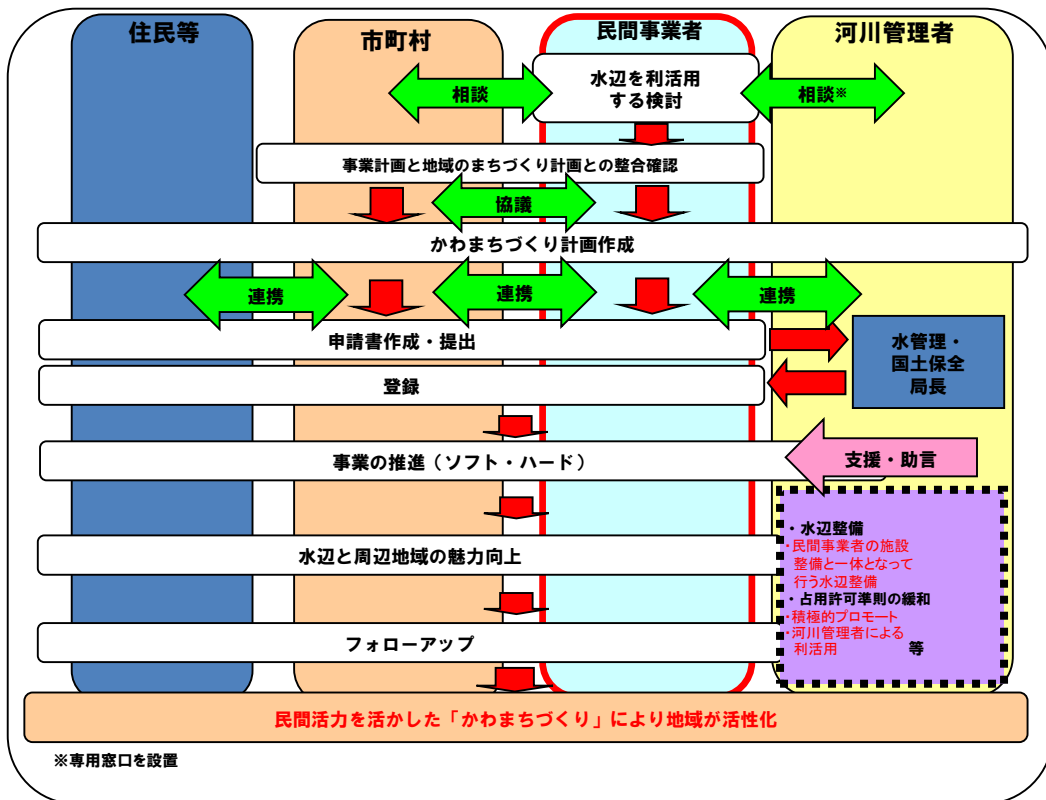 住民等
市町村
民間事業者
河川管理者
水辺を利活用
する検討
相談
相談※
事業計画と地域のまちづくり計画との整合確認
協議
かわまちづくり計画作成
連携
連携
連携
申請書作成・提出
水管理・
国土保全
局長
登録
事業の推進（ソフト・ハード）
支援・助言
・水辺整備
・民間事業者の施設
整備と一体となって
行う水辺整備
・占用許可準則の緩和
・積極的プロモート
・河川管理者による
利活用 等
水辺と周辺地域の魅力向上
フォローアップ
民間活力を活かした「かわまちづくり」により地域が活性化
※専用窓口を設置